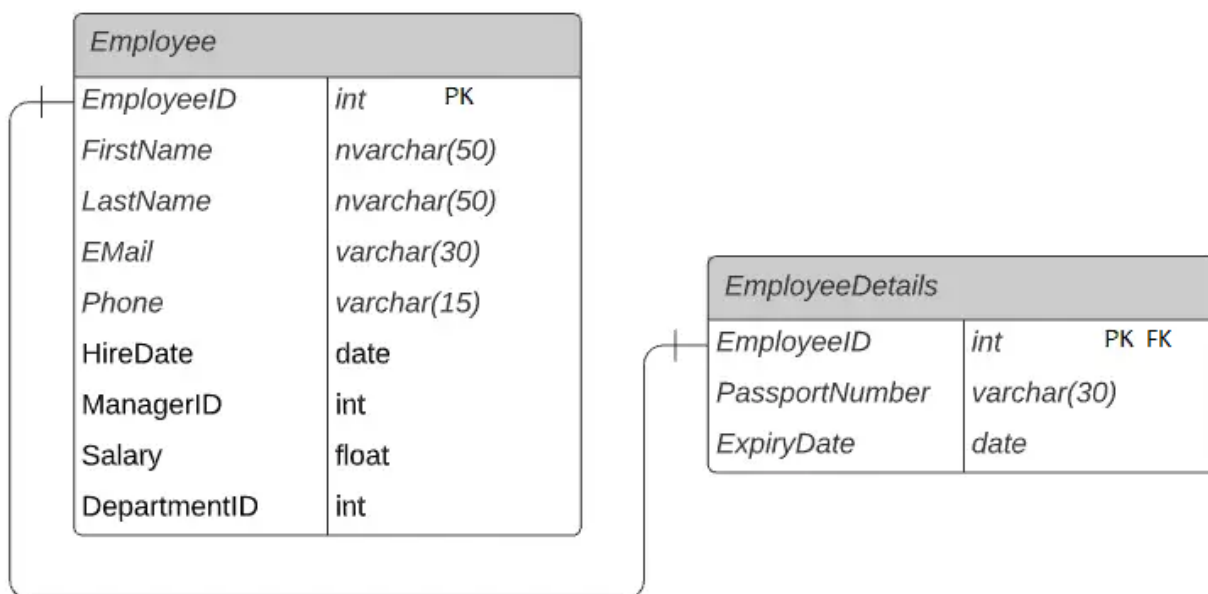 Employee
EmployeeID int PK
FirstName nvarchar(50)
LastName nvarchar(50)
EMail varchar(30)
Phone varchar(15)
HireDate date
ManagerID int
Salary float
DepartmentID int
EmployeeDetails
EmployeeID int PK FK
PassportNumber varchar(30)
ExpiryDate date